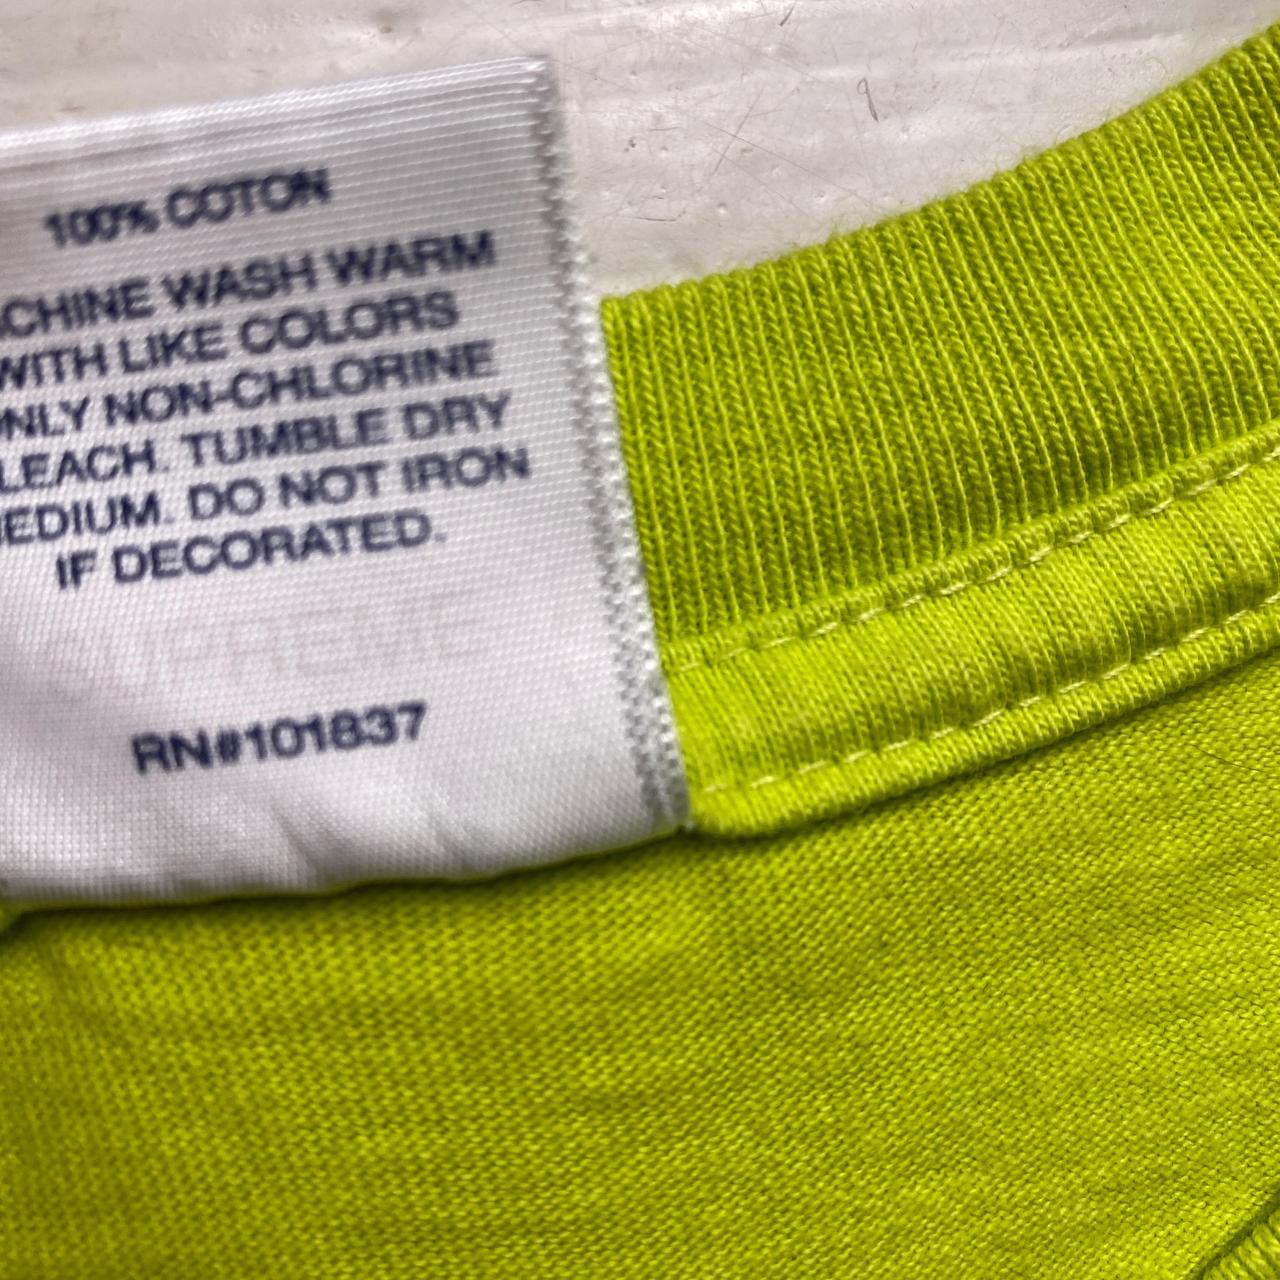 100% COTON
CHINE WASH WARM
WITH LIKE COLORS
ONLY NON-CHLORINE
LEACH. TUMBLE DRY
EDIUM. DO NOT IRON
IF DECORATED.
RN#101837